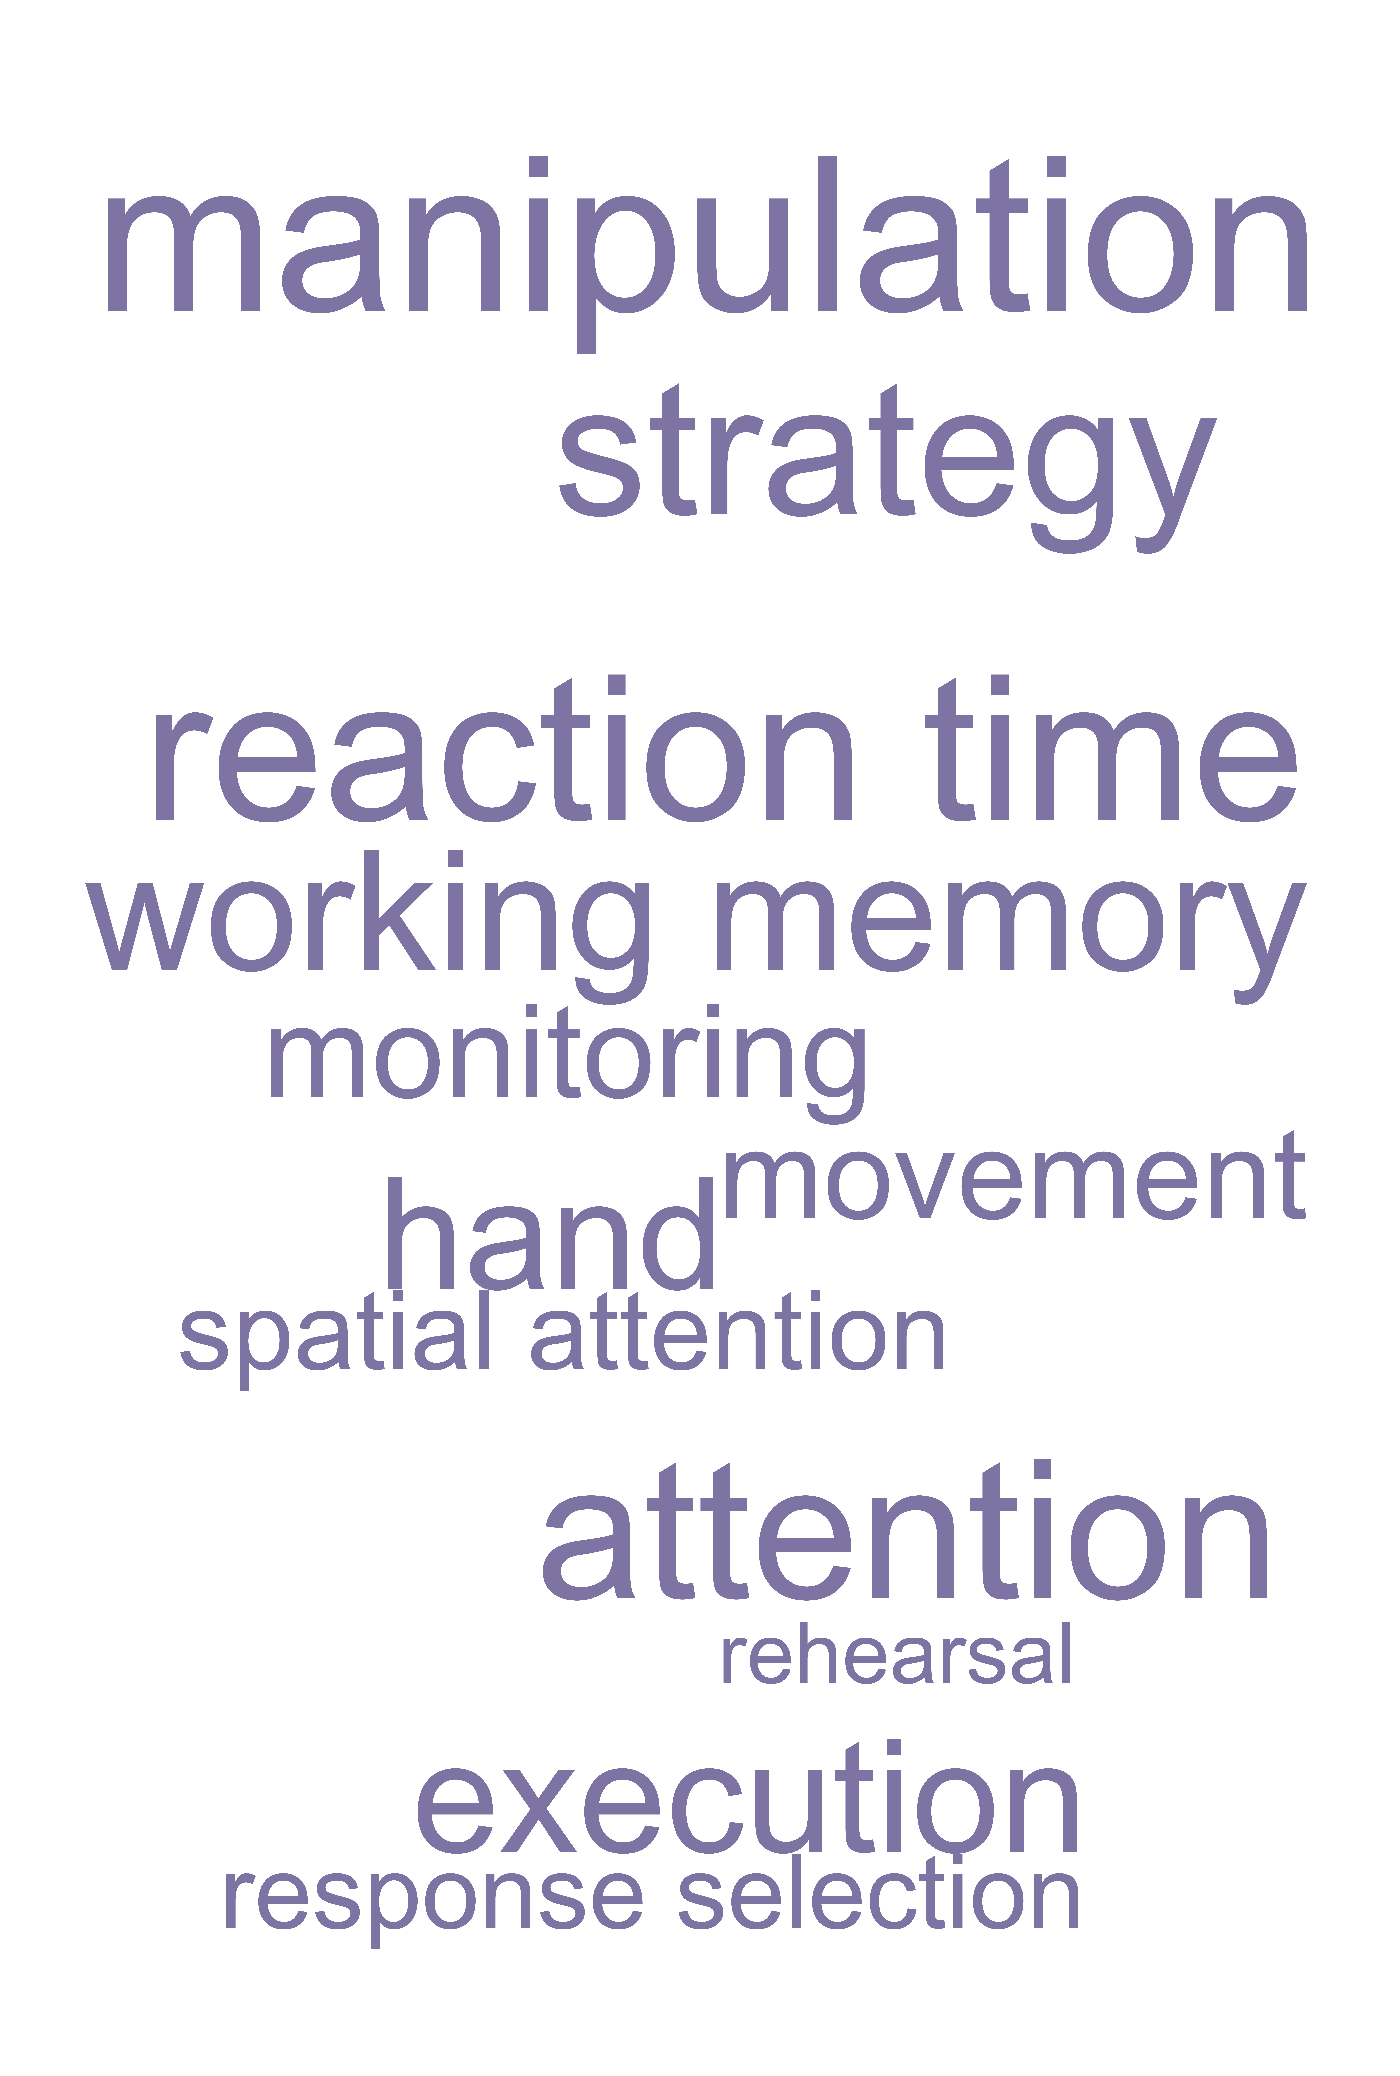 manipulation
strategy
reaction time
working memory
monitoring
movement
hand
spatial attention
attention
rehearsal
execution
response selection